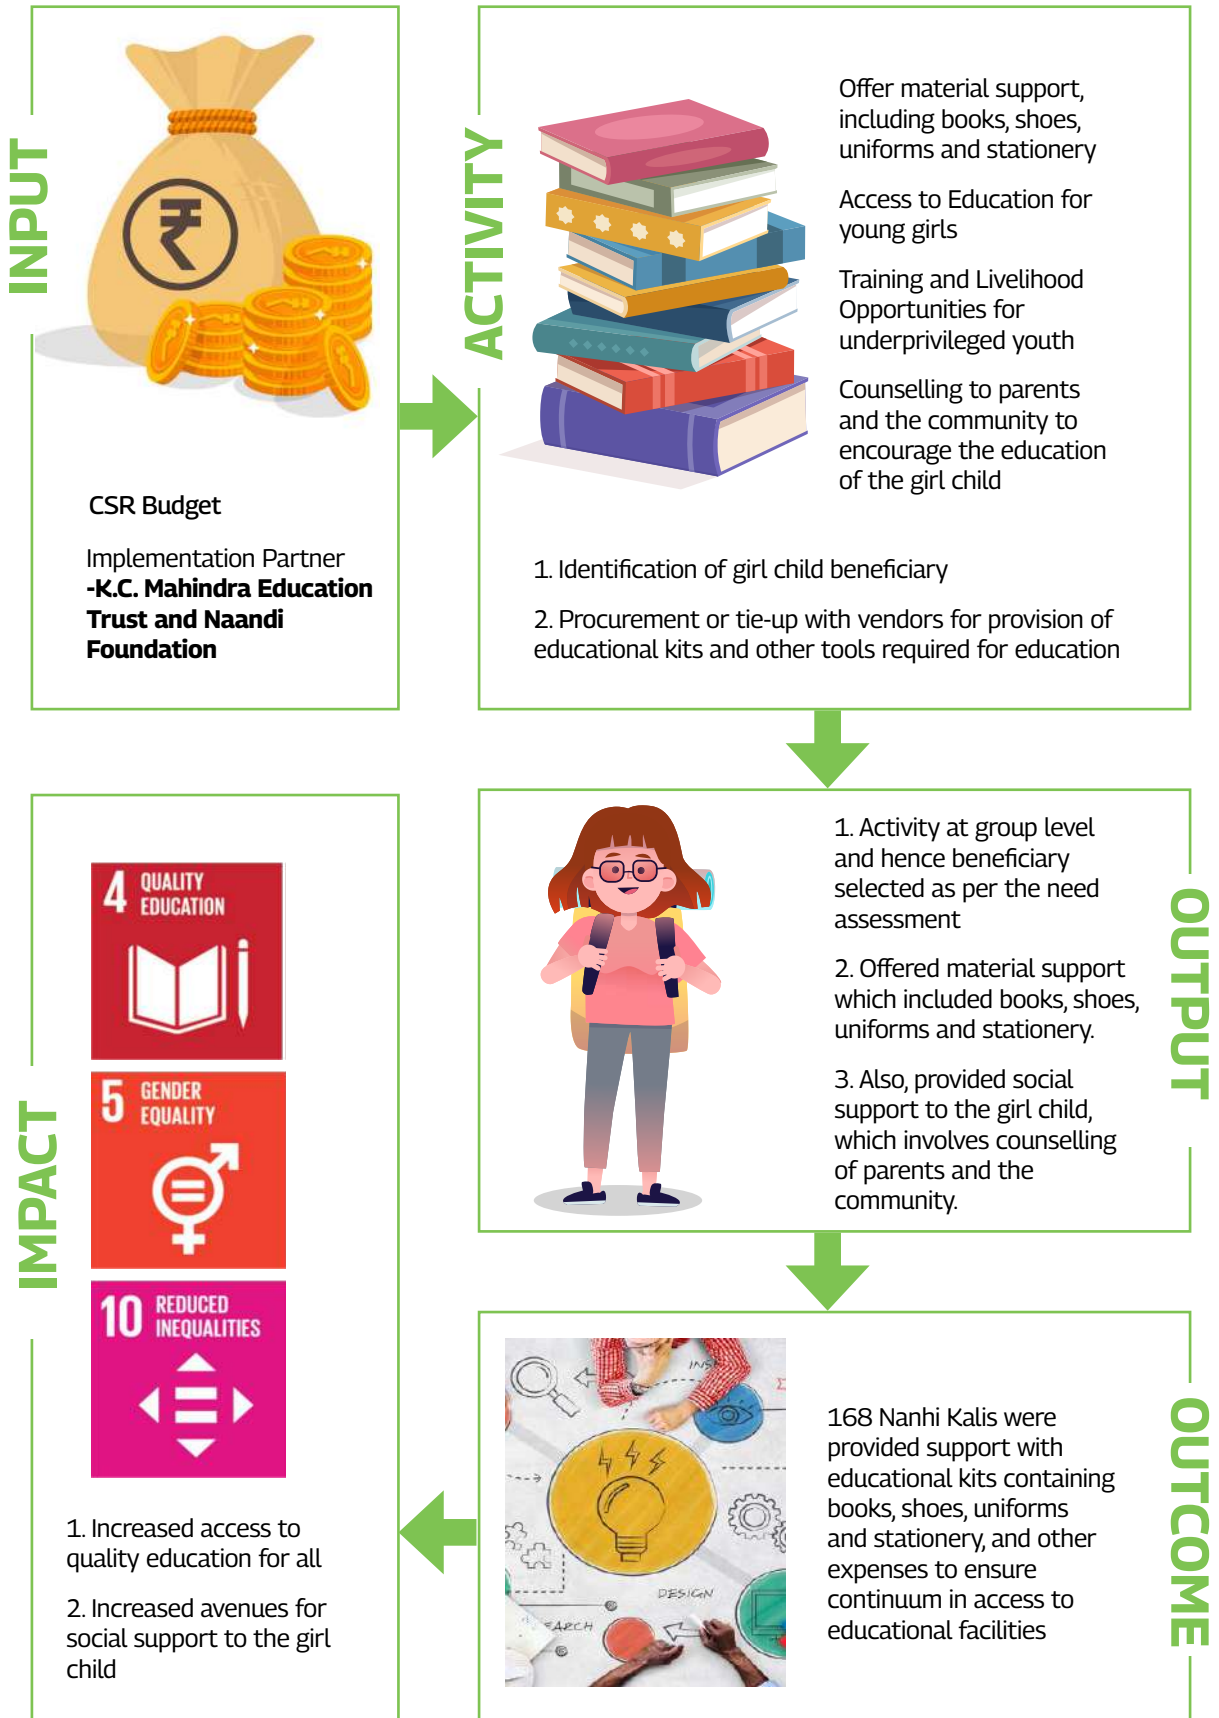 INPUT
₹
CSR Budget
Implementation Partner
-K.C. Mahindra Education
Trust and Naandi
Foundation
ACTIVITY
Offer material support,
including books, shoes,
uniforms and stationery
Access to Education for
young girls
Training and Livelihood
Opportunities for
underprivileged youth
Counselling to parents
and the community to
encourage the education
of the girl child
1. Identification of girl child beneficiary
2. Procurement or tie-up with vendors for provision of
educational kits and other tools required for education
OUTPUT
1. Activity at group level
and hence beneficiary
selected as per the need
assessment
2. Offered material support
which included books, shoes,
uniforms and stationery.
3. Also, provided social
support to the girl child,
which involves counselling
of parents and the
community.
OUTCOME
DESIGN
168 Nanhi Kalis were
provided support with
educational kits containing
books, shoes, uniforms
and stationery, and other
expenses to ensure
continuum in access to
educational facilities
IMPACT
4 QUALITY
EDUCATION
5 GENDER
EQUALITY
10 REDUCED
INEQUALITIES
1. Increased access to
quality education for all
2. Increased avenues for
social support to the girl
child